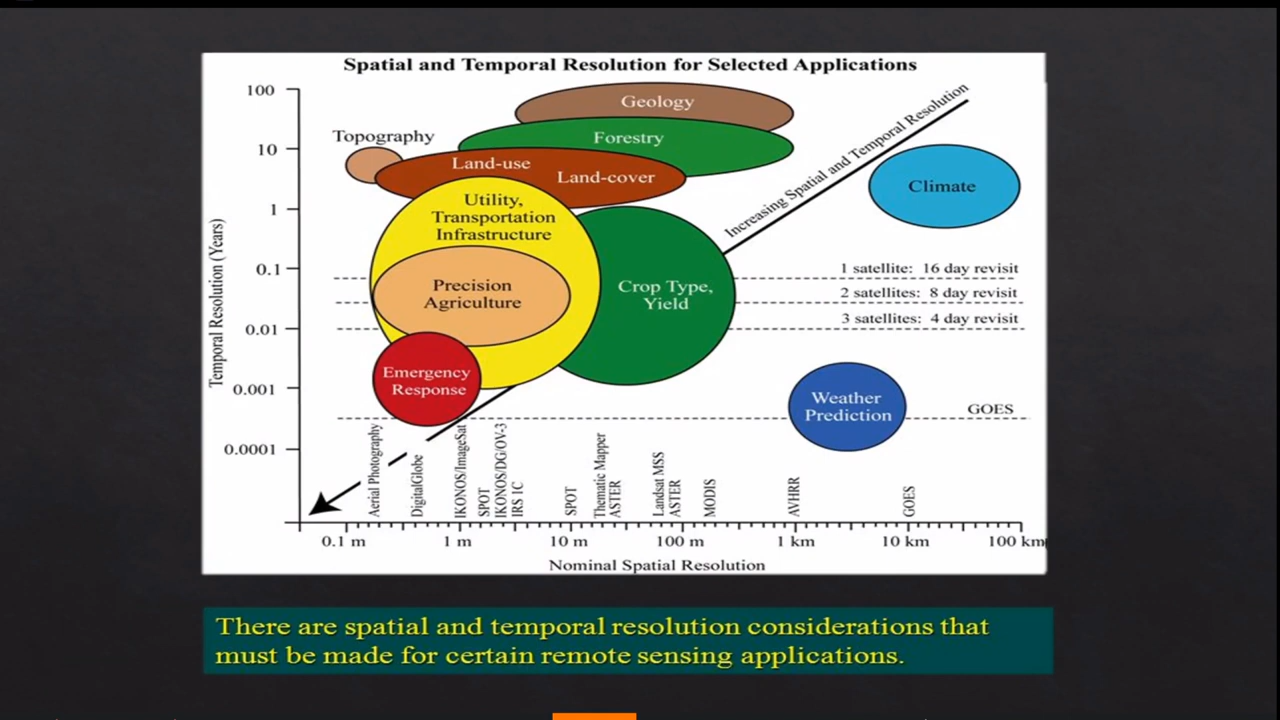 Spatial and Temporal Resolution for Selected Applications
100
10
1
0.1
0.01
0.001
0.0001
Temporal Resolution (Years)
Geology
Topography
Forestry
Land-use
Land-cover
Utility,
Transportation
Infrastructure
Precision
Agriculture
Crop Type,
Yield
Emergency
Response
Increasing Spatial and Temporal Resolution
Climate
1 satellite: 16 day revisit
2 satellites: 8 day revisit
3 satellites: 4 day revisit
Weather
Prediction
GOES
Aerial Photography
DigitalGlobe
IKONOS/ImageSat
SPOT
IKONOS/DG/OV-3
IRS 1C
SPOT
Thematic Mapper
ASTER
Landsat MSS
ASTER
MODIS
AVHRR
GOES
0.1 m
1 m
10 m
100 m
1 km
10 km
100 km
Nominal Spatial Resolution
There are spatial and temporal resolution considerations that
must be made for certain remote sensing applications.